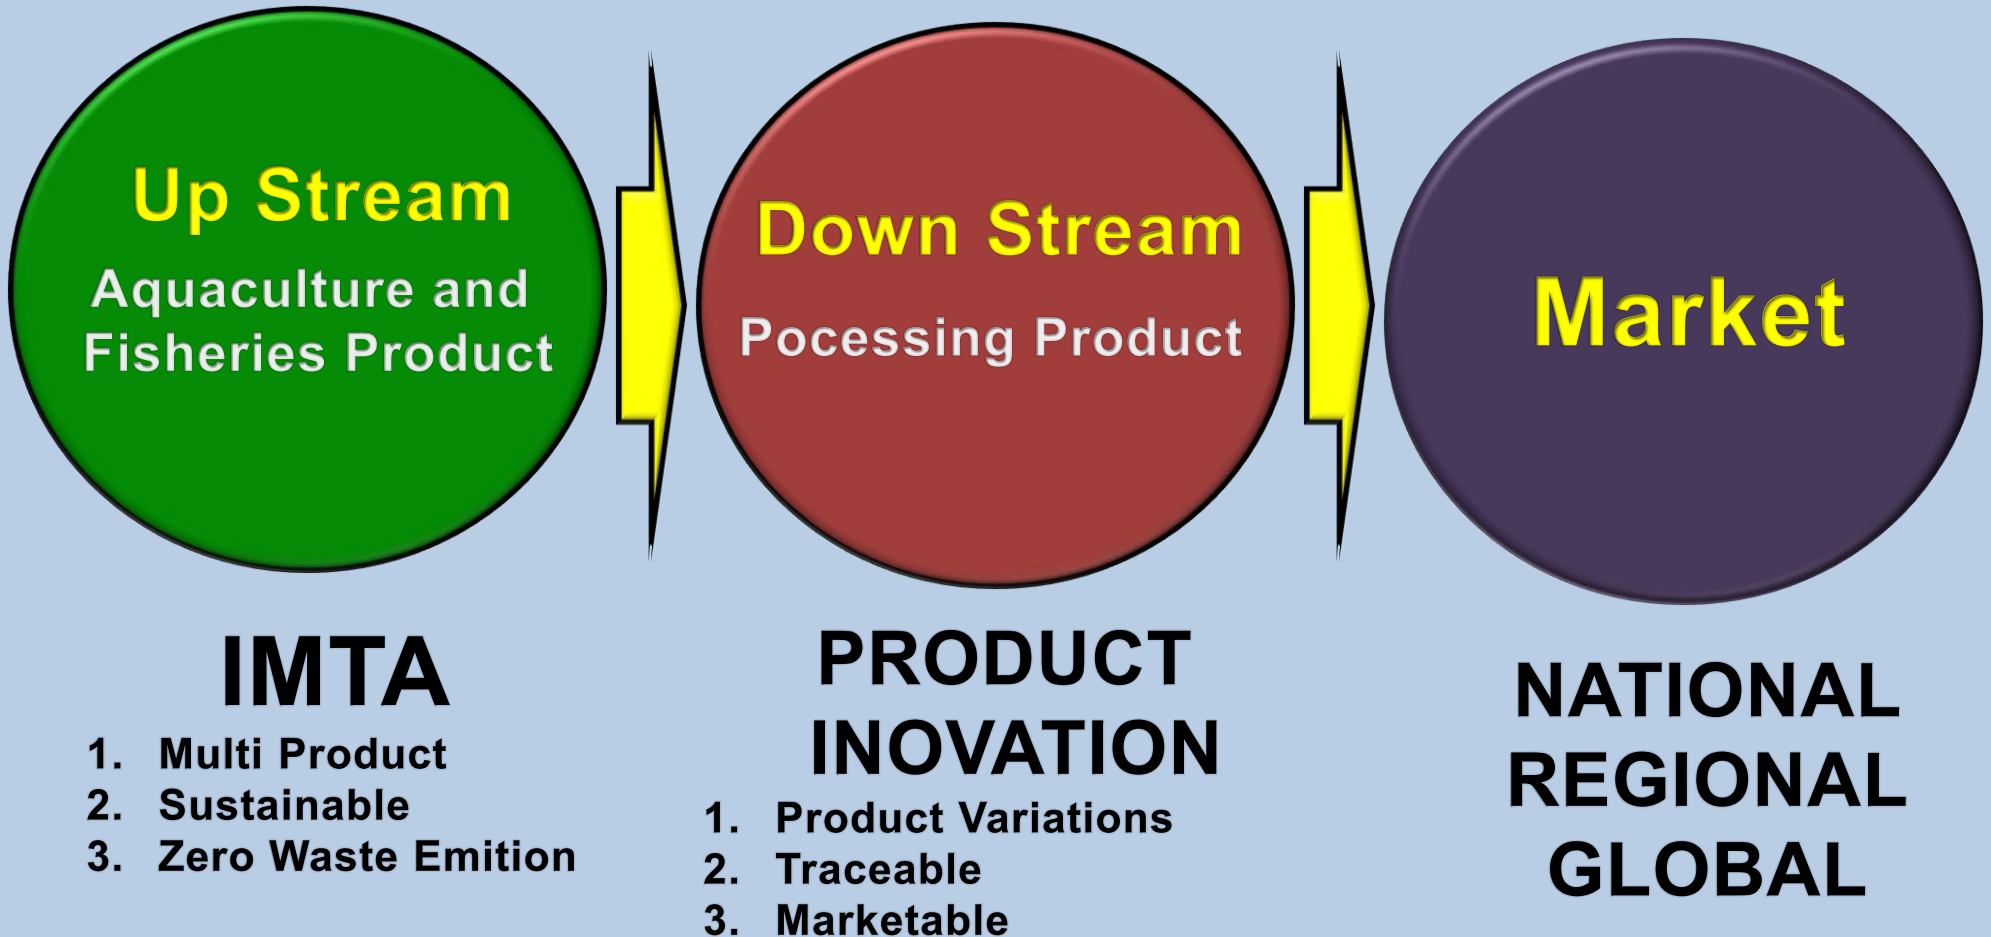 Up Stream
Aquaculture and
Fisheries Product
Down Stream
Pocessing Product
Market
IMTA
1. Multi Product
2. Sustainable
3. Zero Waste Emition
PRODUCT
INOVATION
1. Product Variations
2. Traceable
3. Marketable
NATIONAL
REGIONAL
GLOBAL